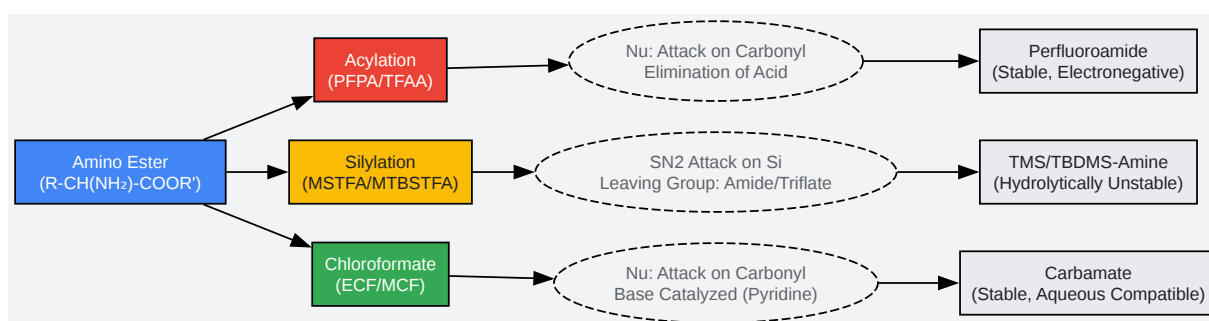 Acylation
(PFPA/TFAA)
Nu: Attack on Carbonyl
Elimination of Acid
Perfluoroamide
(Stable, Electronegative)
Amino Ester
(R-CH(NH₂)-COOR')
Silylation
(MSTFA/MTBSTFA)
SN2 Attack on Si
Leaving Group: Amide/Triflate
TMS/TBDMS-Amine
(Hydrolytically Unstable)
Chloroformate
(ECF/MCF)
Nu: Attack on Carbonyl
Base Catalyzed (Pyridine)
Carbamate
(Stable, Aqueous Compatible)